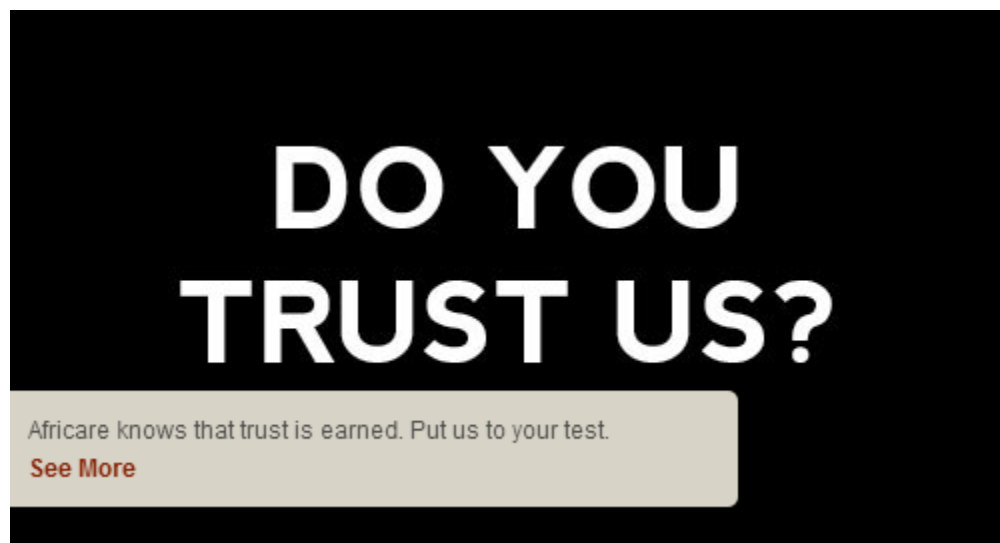 DO YOU
TRUST US?
Africare knows that trust is earned. Put us to your test.
See More